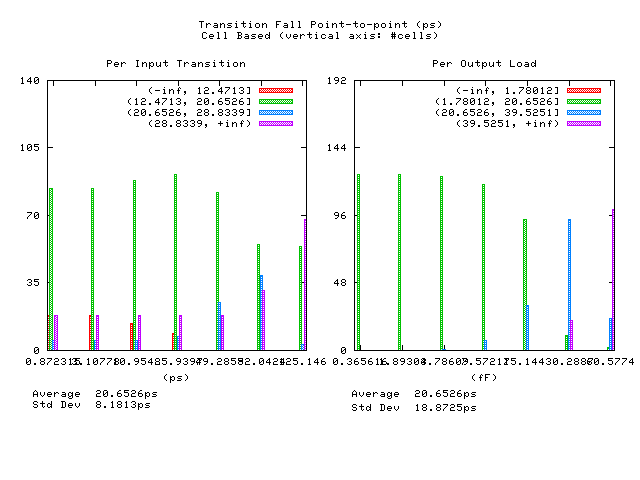 Transition Fall Point-to-point (ps)
Cell Based (vertical axis: #cells)
Per Input Transition
Per Output Load
(-inf, 12.4713]
(12.4713, 20.6526]
(20.6526, 28.8339]
(28.8339, +inf)
140
105
70
35
0
(ps)
(-inf, 1.78012]
(1.78012, 20.6526]
(20.6526, 39.5251]
(39.5251, +inf)
192
144
96
48
0
0.365616
(fF)
Average 20.6526ps
Std Dev 8.1813ps
Average 20.6526ps
Std Dev 18.8725ps